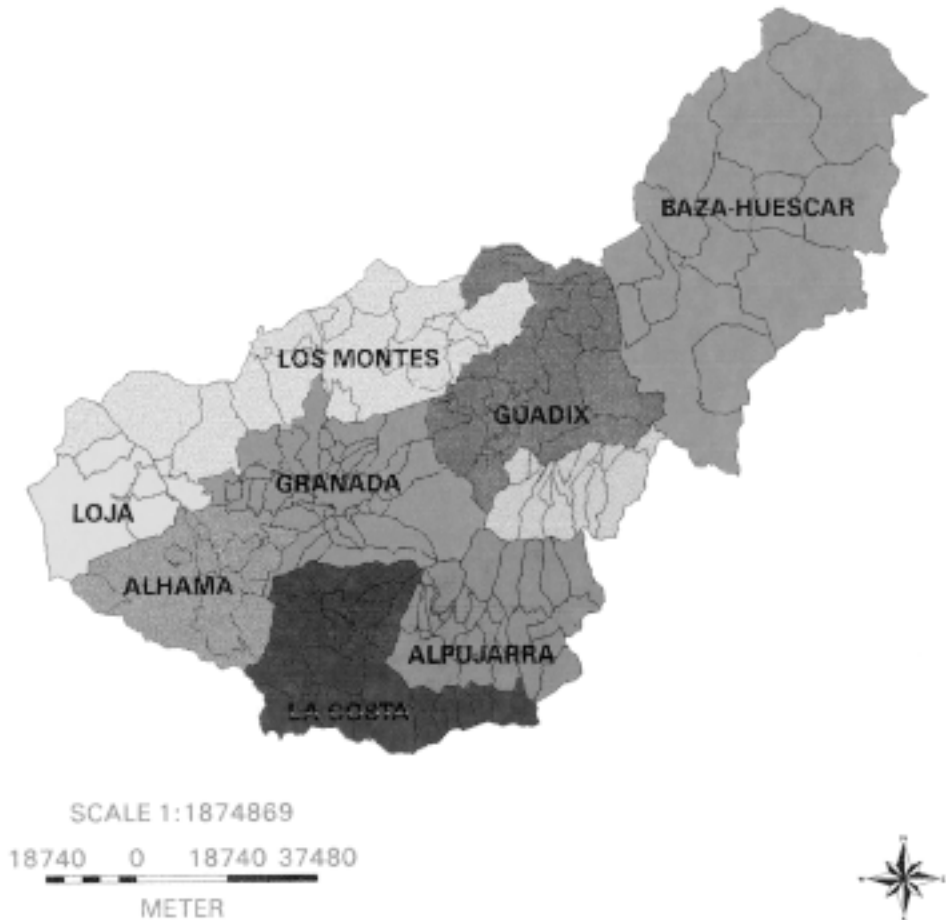 BAZA-HUESCAR
LOS MONTES
GUADIX
GRANADA
LOJA
ALHAMA
ALPUJARRA
LA COSTA
SCALE 1:1874869
18740 0 18740 37480
METER